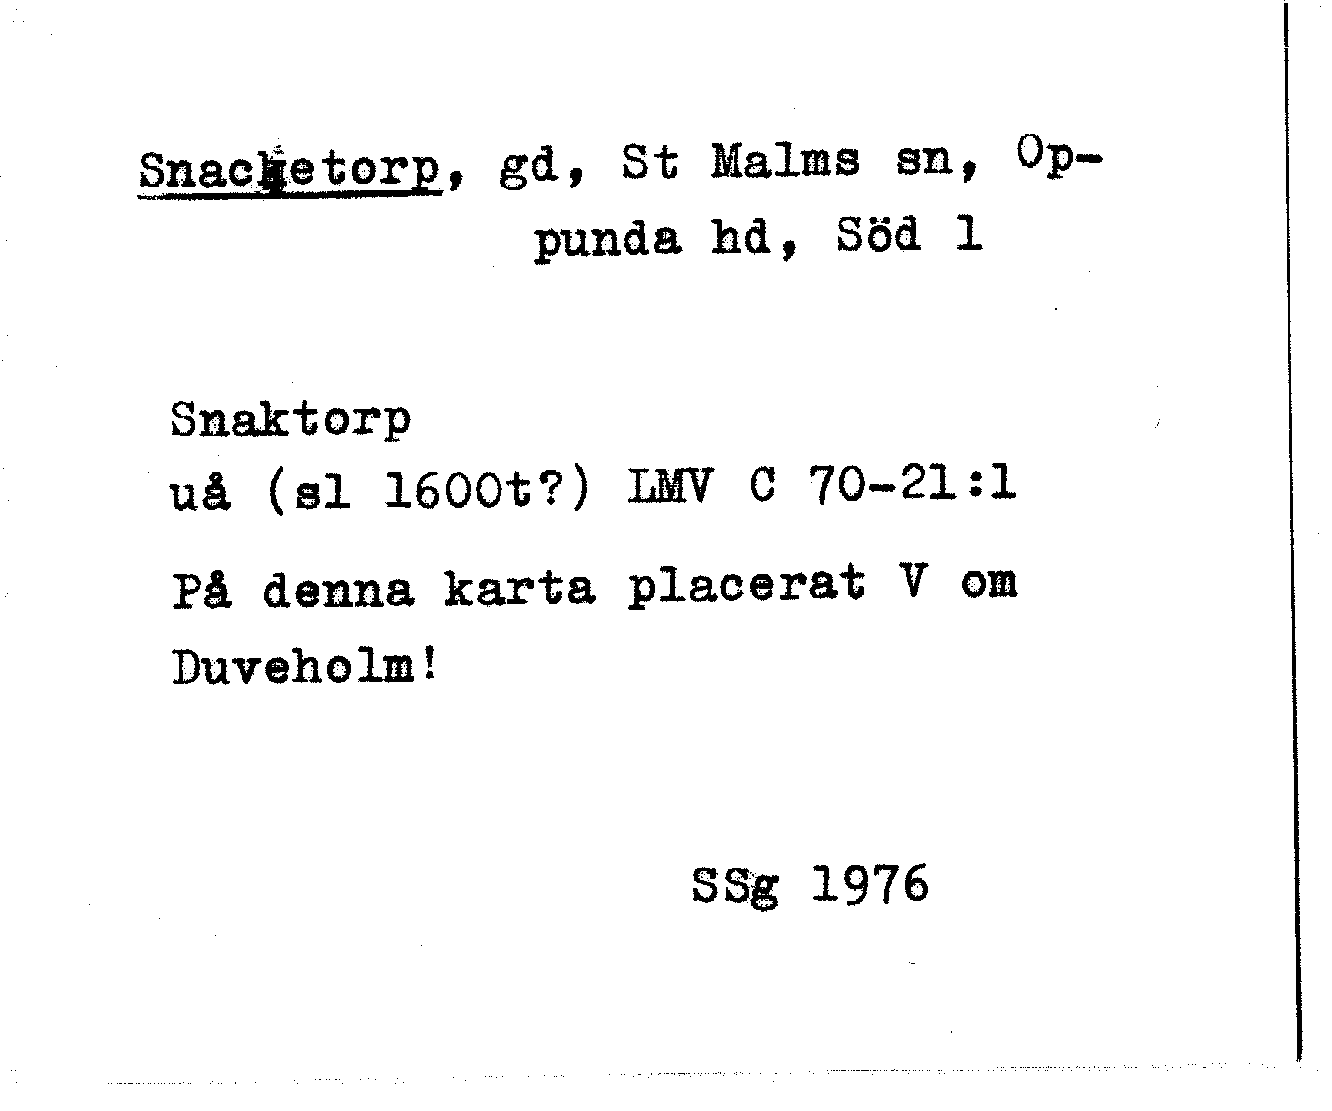 Snacketorp, gd, St Malms sn, Op-
punda hd, Söd l
Snaktorp
uå (sl 1600t?) LMV C 70-21:1
På denna karta placerat V om
Duveholm!
SSg 1976